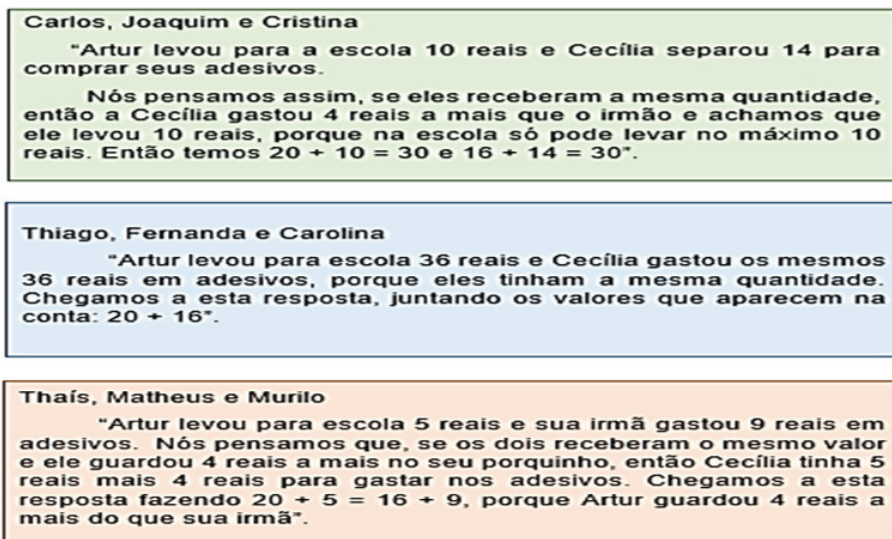 Carlos, Joaquim e Cristina
"Artur levou para a escola 10 reais e Cecília separou 14 para
comprar seus adesivos.
Nós pensamos assim, se eles receberam a mesma quantidade,
então a Cecília gastou 4 reais a mais que o irmão e achamos que
ele levou 10 reais, porque na escola só pode levar no máximo 10
reais. Então temos 20 + 10 = 30 e 16 + 14 = 30".
Thiago, Fernanda e Carolina
"Artur levou para escola 36 reais e Cecília gastou os mesmos
36 reais em adesivos, porque eles tinham a mesma quantidade.
Chegamos a esta resposta, juntando os valores que aparecem na
conta: 20 + 16".
Thaís, Matheus e Murilo
"Artur levou para escola 5 reais e sua irmã gastou 9 reais em
adesivos. Nós pensamos que, se os dois receberam o mesmo valor
e ele guardou 4 reais a mais no seu porquinho, então Cecília tinha 5
reais mais 4 reais para gastar nos adesivos. Chegamos a esta
resposta fazendo 20 + 5 = 16 + 9, porque Artur guardou 4 reais a
mais do que sua irmã".